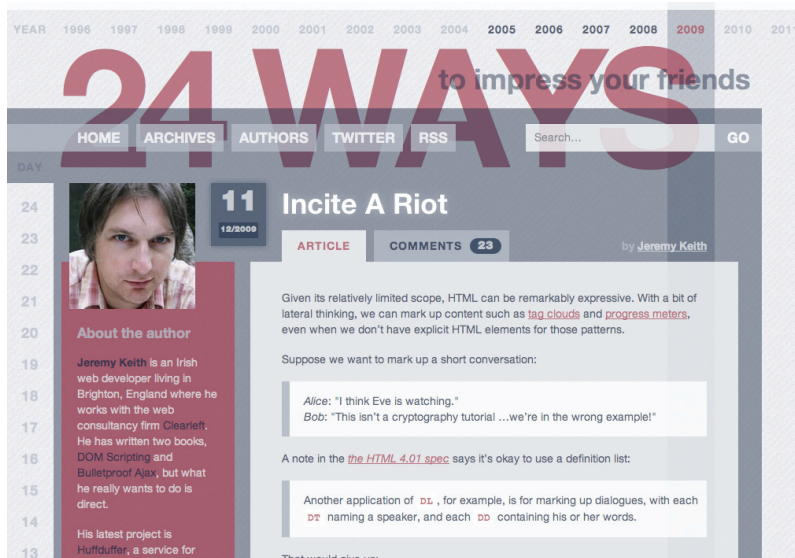 YEAR 1996 1997 1998 1999 2000 2001 2002 2003 2004 2005 2006 2007 2008 2009 2010 2011
24 WAYS
to impress your friends
HOME ARCHIVES AUTHORS TWITTER RSS Search... GO
DAY
24
23
22
21
20
19
18
17
16
15
14
13
About the author
Jeremy Keith is an Irish
web developer living in
Brighton, England where he
works with the web
consultancy firm Clearleft.
He has written two books,
DOM Scripting and
Bulletproof Ajax, but what
he really wants to do is
direct.
His latest project is
Huffduffer, a service for
11
12/2009
Incite A Riot
ARTICLE COMMENTS 23 by Jeremy Keith
Given its relatively limited scope, HTML can be remarkably expressive. With a bit of
lateral thinking, we can mark up content such as tag clouds and progress meters,
even when we don't have explicit HTML elements for those patterns.
Suppose we want to mark up a short conversation:
Alice: "I think Eve is watching."
Bob: "This isn't a cryptography tutorial ...we're in the wrong example!"
A note in the the HTML 4.01 spec says it's okay to use a definition list:
Another application of DL , for example, is for marking up dialogues, with each
DT naming a speaker, and each DD containing his or her words.
That would give us: